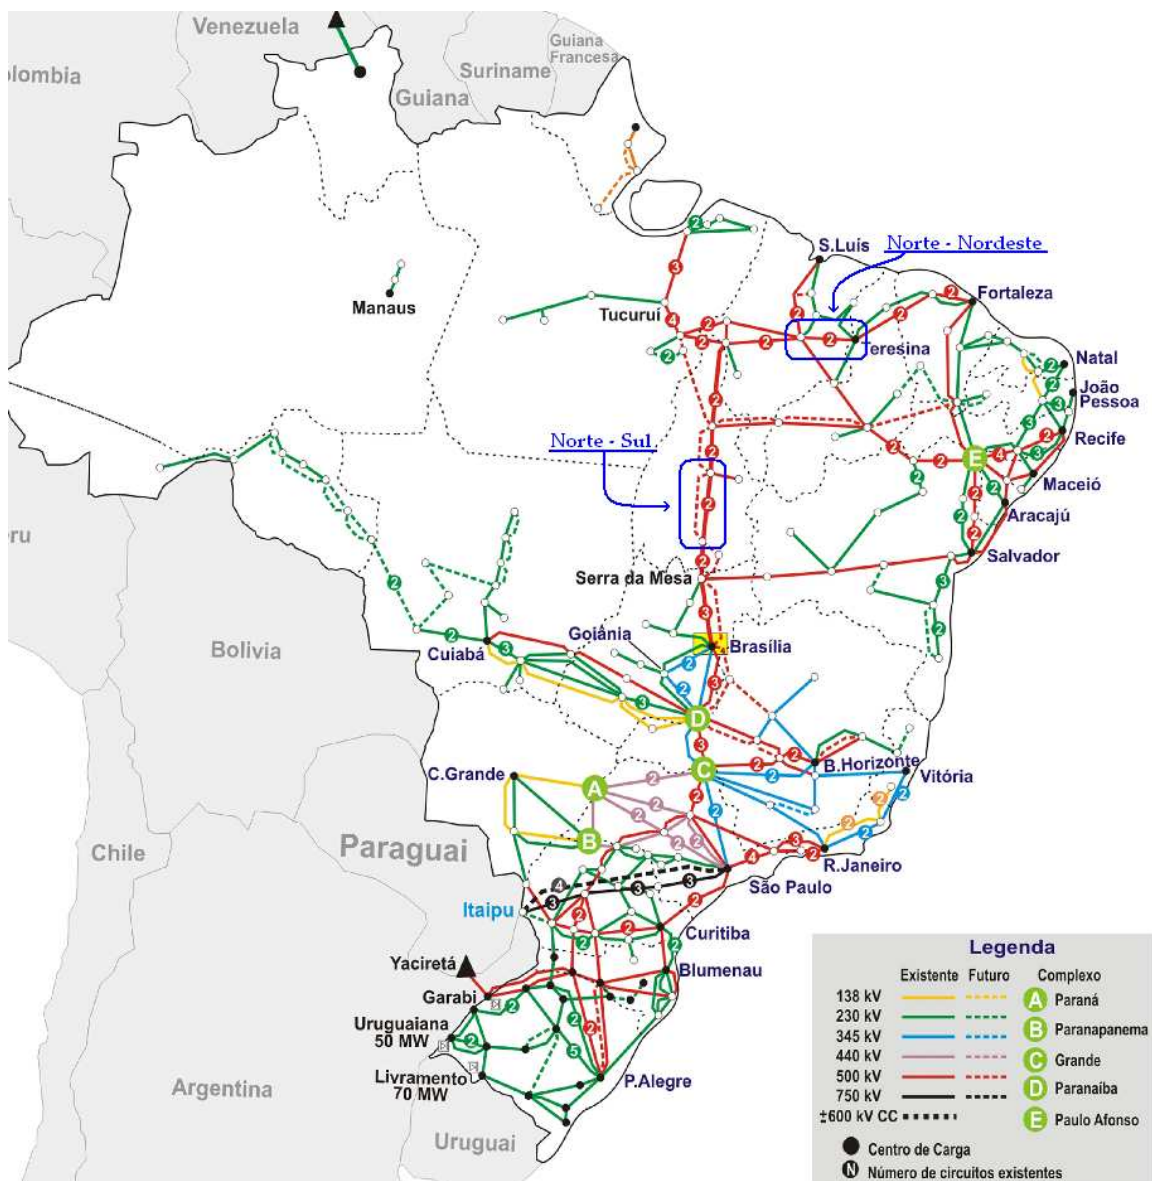 Venezuela
Guiana
Francesa
Suriname
Guiana
olombia
Norte - Nordeste
S.Luís
Fortaleza
Manaus
Tucuruí
Teresina
Natal
João
Pessoa
Recife
Norte - Sul
E
Maceió
Aracajú
Salvador
Serra da Mesa
eru
Bolivia
Cuiabá
Goiânia
Brasília
D
C.Grande
A
C
B.Horizonte
Vitória
B
Paraguai
Chile
R.Janeiro
São Paulo
Itaipu
Curitiba
Yaciretá
Blumenau
Garabi
Uruguaiana
50 MW
Livramento
70 MW
P.Alegre
Argentina
Uruguai
Legenda
Existente Futuro Complexo
138 kV A Paraná
230 kV B Paranapanema
345 kV
440 kV C Grande
500 kV D Paranaíba
750 kV
±600 kV CC E Paulo Afonso
Centro de Carga
N Número de circuitos existentes